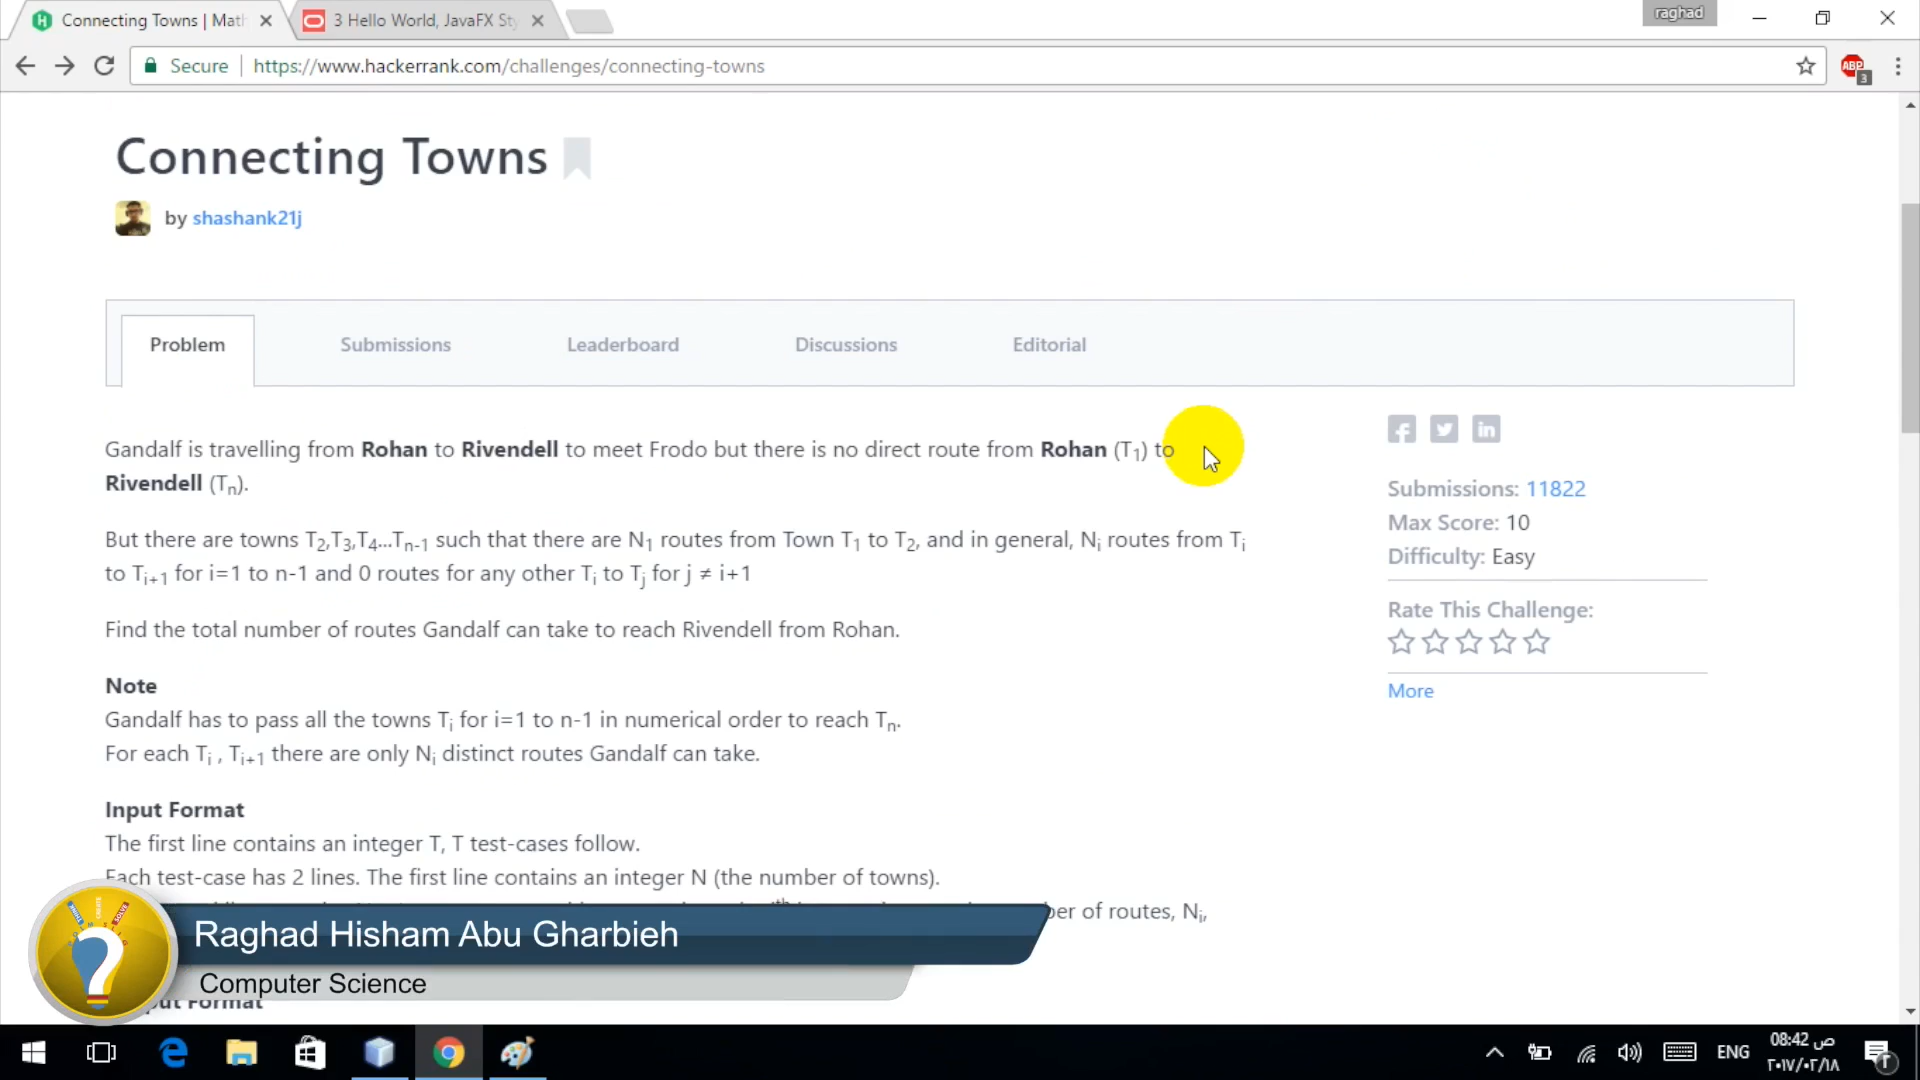 Connecting Towns | Math
3 Hello World, JavaFX Sty
raghad
Secure
https://www.hackerrank.com/challenges/connecting-towns
ABP
3
Connecting Towns
by shashank21j
Problem
Submissions
Leaderboard
Discussions
Editorial
Gandalf is travelling from Rohan to Rivendell to meet Frodo but there is no direct route from Rohan (T1) to
Rivendell (Tn).
But there are towns T2,T3,T4...Tn-1 such that there are N1 routes from Town T1 to T2, and in general, Ni routes from Ti
to Ti+1 for i=1 to n-1 and 0 routes for any other Ti to Tj for j ≠ i+1
Find the total number of routes Gandalf can take to reach Rivendell from Rohan.
Note
Gandalf has to pass all the towns Ti for i=1 to n-1 in numerical order to reach Tn.
For each Ti , Ti+1 there are only Ni distinct routes Gandalf can take.
Input Format
The first line contains an integer T, T test-cases follow.
Each test-case has 2 lines. The first line contains an integer N (the number of towns).
of routes, Ni,
Format
Submissions: 11822
Max Score: 10
Difficulty: Easy
Rate This Challenge:
More
Raghad Hisham Abu Gharbieh
Computer Science
ENG
08:42 ص
٢٠١٧/٠٢/١٨
٢